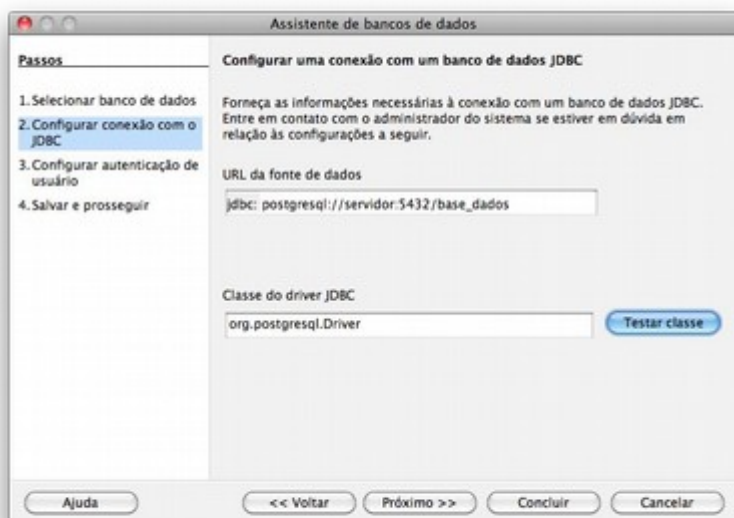 Assistente de bancos de dados
Passos
1. Selecionar banco de dados
2. Configurar conexão com o
JDBC
3. Configurar autenticação de
usuário
4. Salvar e prosseguir
Configurar uma conexão com um banco de dados JDBC
Forneça as informações necessárias à conexão com um banco de dados JDBC.
Entre em contato com o administrador do sistema se estiver em dúvida em
relação às configurações a seguir.
URL da fonte de dados
jdbc: postgresql://servidor:5432/base_dados
Classe do driver JDBC
org.postgresql.Driver
Testar classe
Ajuda
<< Voltar
Próximo >>
Concluir
Cancelar